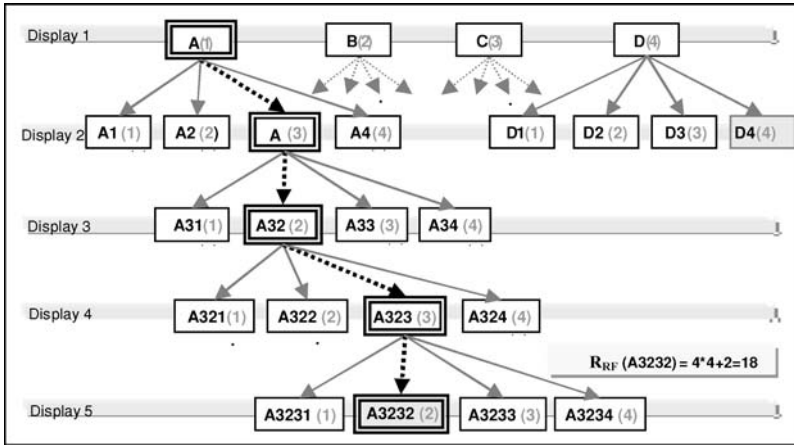 Display 1 A(1) B(2) C(3) D(4)
Display 2 A1 (1) A2 (2) A (3) A4 (4) D1(1) D2 (2) D3(3) D4(4)
Display 3 A31(1) A32 (2) A33 (3) A34 (4)
Display 4 A321(1) A322 (2) A323 (3) A324 (4)
R_RF (A3232) = 4*4+2=18
Display 5 A3231 (1) A3232 (2) A3233 (3) A3234 (4)